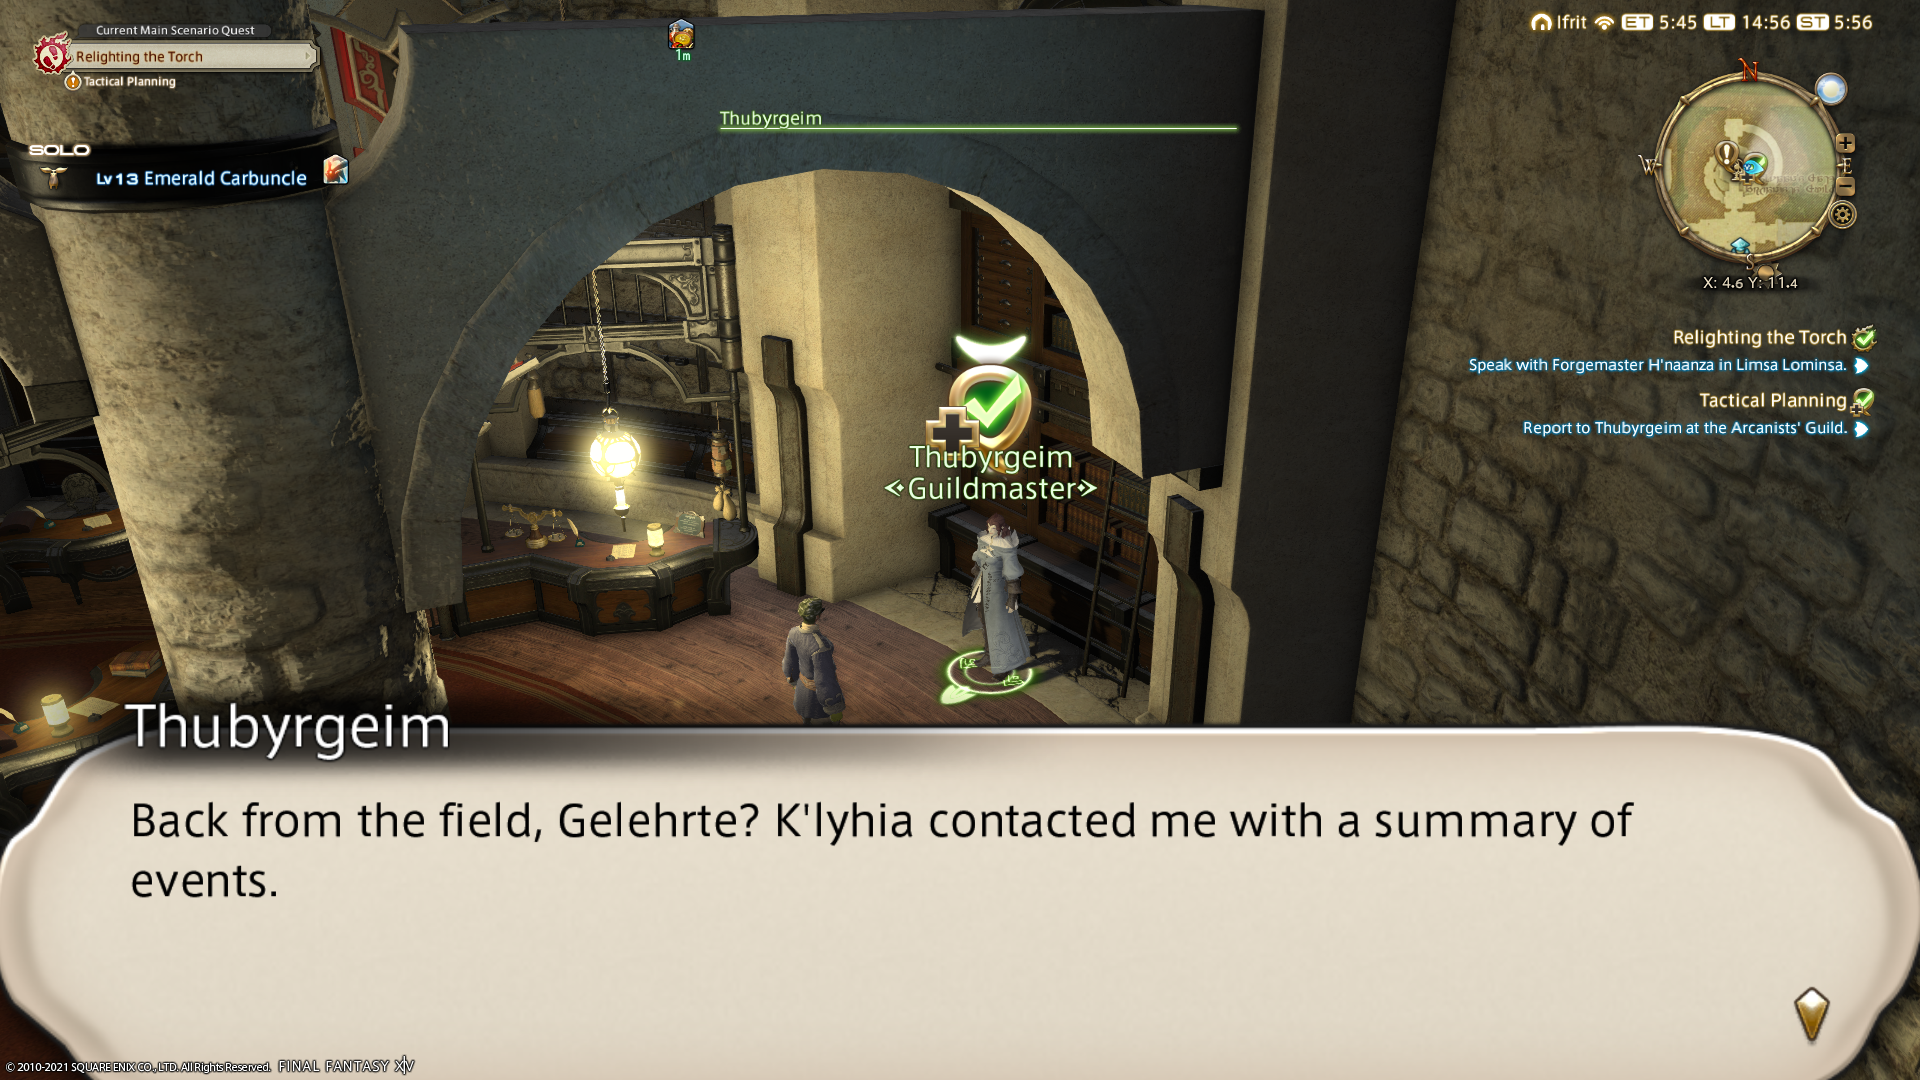 Current Main Scenario Quest
Relighting the Torch
Tactical Planning
1m
Ifrit ET 5:45 LT 14:56 ST 5:56
SOLO
Lv13 Emerald Carbuncle
Thubyrgeim
N
W
E
S
X: 4.6 Y: 11.4
Relighting the Torch
Speak with Forgemaster H'naanza in Limsa Lominsa.
Tactical Planning
Report to Thubyrgeim at the Arcanists' Guild.
Thubyrgeim
Guildmaster
Thubyrgeim
Back from the field, Gelehrte? K'lyhia contacted me with a summary of
events.
© 2010-2021 SQUARE ENIX CO., LTD. All Rights Reserved. FINAL FANTASY XIV